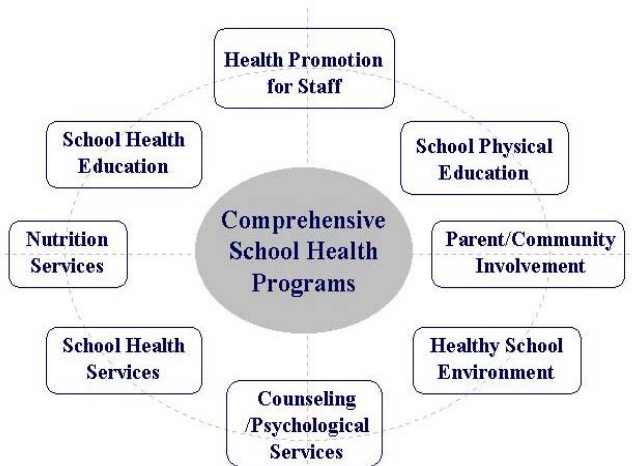 Health Promotion
for Staff
School Health
Education
School Physical
Education
Comprehensive
School Health
Programs
Nutrition
Services
Parent/Community
Involvement
School Health
Services
Healthy School
Environment
Counseling
/Psychological
Services